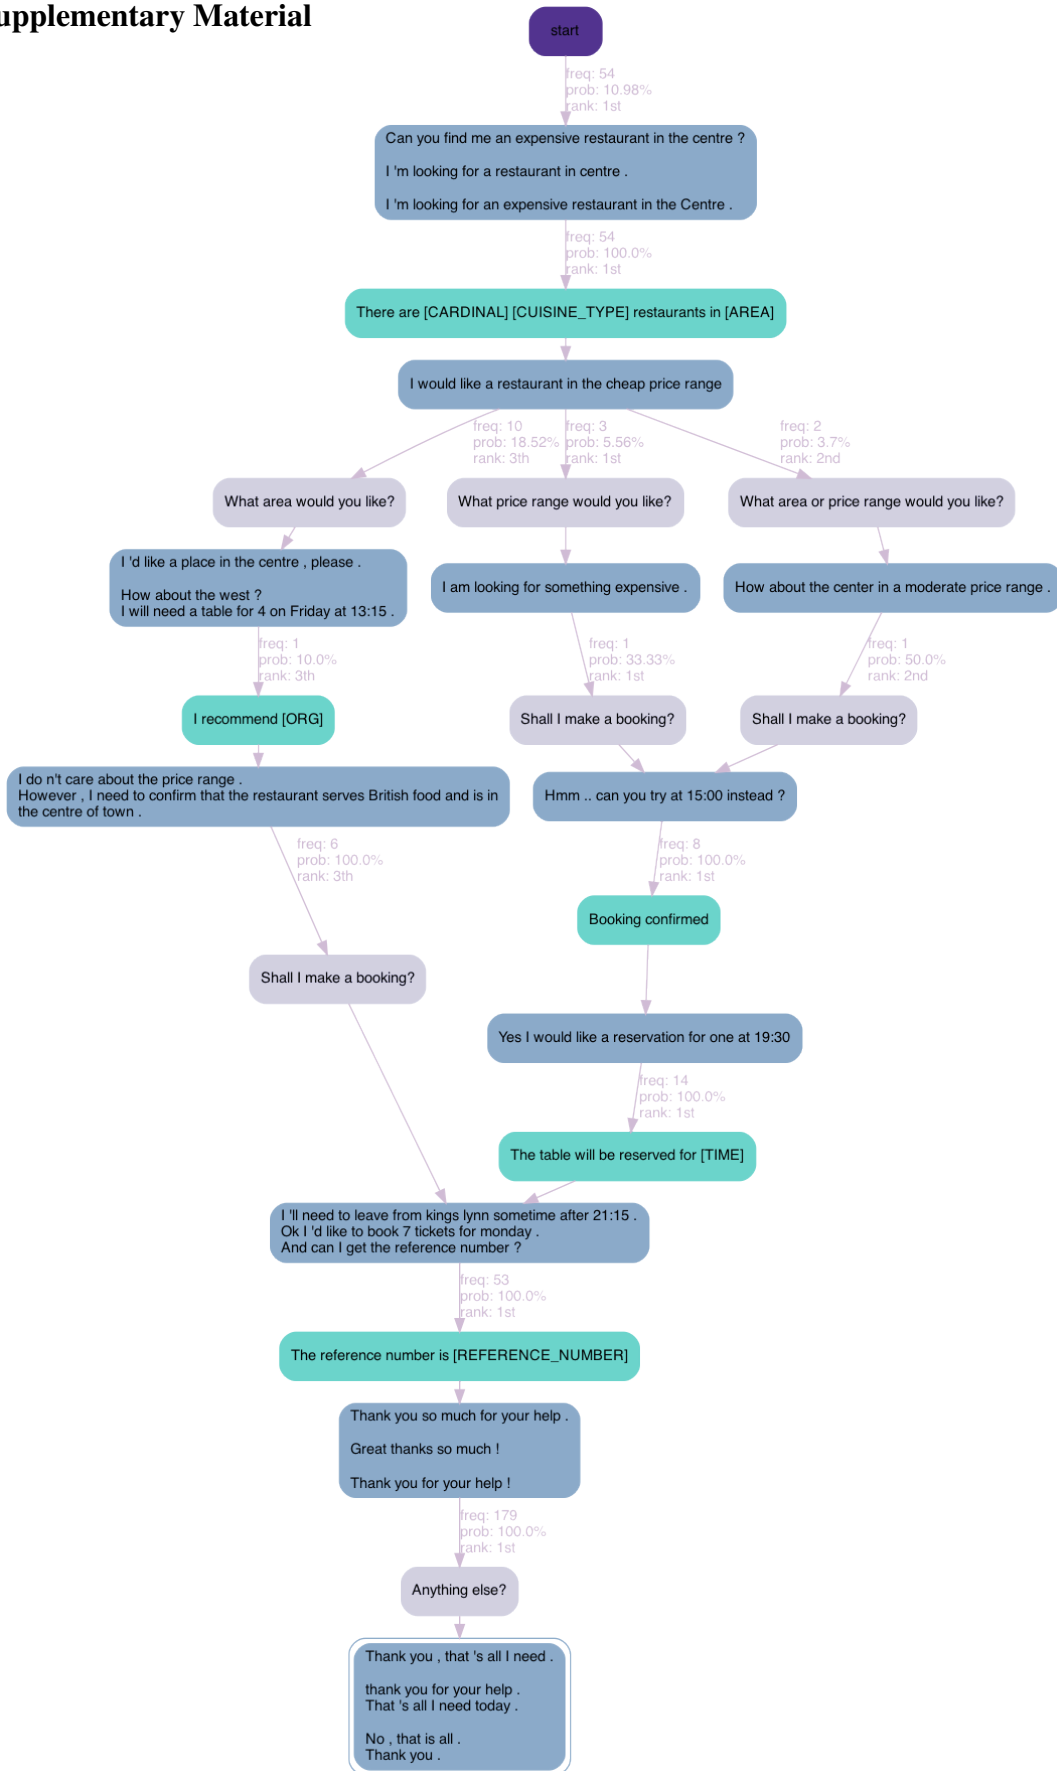 upplementary Material
start
freq: 54
prob: 10.98%
rank: 1st
Can you find me an expensive restaurant in the centre ?
I 'm looking for a restaurant in centre .
I 'm looking for an expensive restaurant in the Centre .
freq: 54
prob: 100.0%
rank: 1st
There are [CARDINAL] [CUISINE_TYPE] restaurants in [AREA]
I would like a restaurant in the cheap price range
freq: 10
prob: 18.52%
rank: 3th
freq: 3
prob: 5.56%
rank: 1st
freq: 2
prob: 3.7%
rank: 2nd
What area would you like?
What price range would you like?
What area or price range would you like?
I 'd like a place in the centre , please .
How about the west ?
I will need a table for 4 on Friday at 13:15 .
I am looking for something expensive .
How about the center in a moderate price range .
freq: 1
prob: 10.0%
rank: 3th
freq: 1
prob: 33.33%
rank: 1st
freq: 1
prob: 50.0%
rank: 2nd
I recommend [ORG]
Shall I make a booking?
Shall I make a booking?
I do n't care about the price range .
However , I need to confirm that the restaurant serves British food and is in
the centre of town .
Hmm .. can you try at 15:00 instead ?
freq: 6
prob: 100.0%
rank: 3th
freq: 8
prob: 100.0%
rank: 1st
Booking confirmed
Shall I make a booking?
Yes I would like a reservation for one at 19:30
freq: 14
prob: 100.0%
rank: 1st
The table will be reserved for [TIME]
I 'll need to leave from kings lynn sometime after 21:15 .
Ok I 'd like to book 7 tickets for monday .
And can I get the reference number ?
freq: 53
prob: 100.0%
rank: 1st
The reference number is [REFERENCE_NUMBER]
Thank you so much for your help .
Great thanks so much !
Thank you for your help !
freq: 179
prob: 100.0%
rank: 1st
Anything else?
Thank you , that 's all I need .
thank you for your help .
That 's all I need today .
No , that is all .
Thank you .